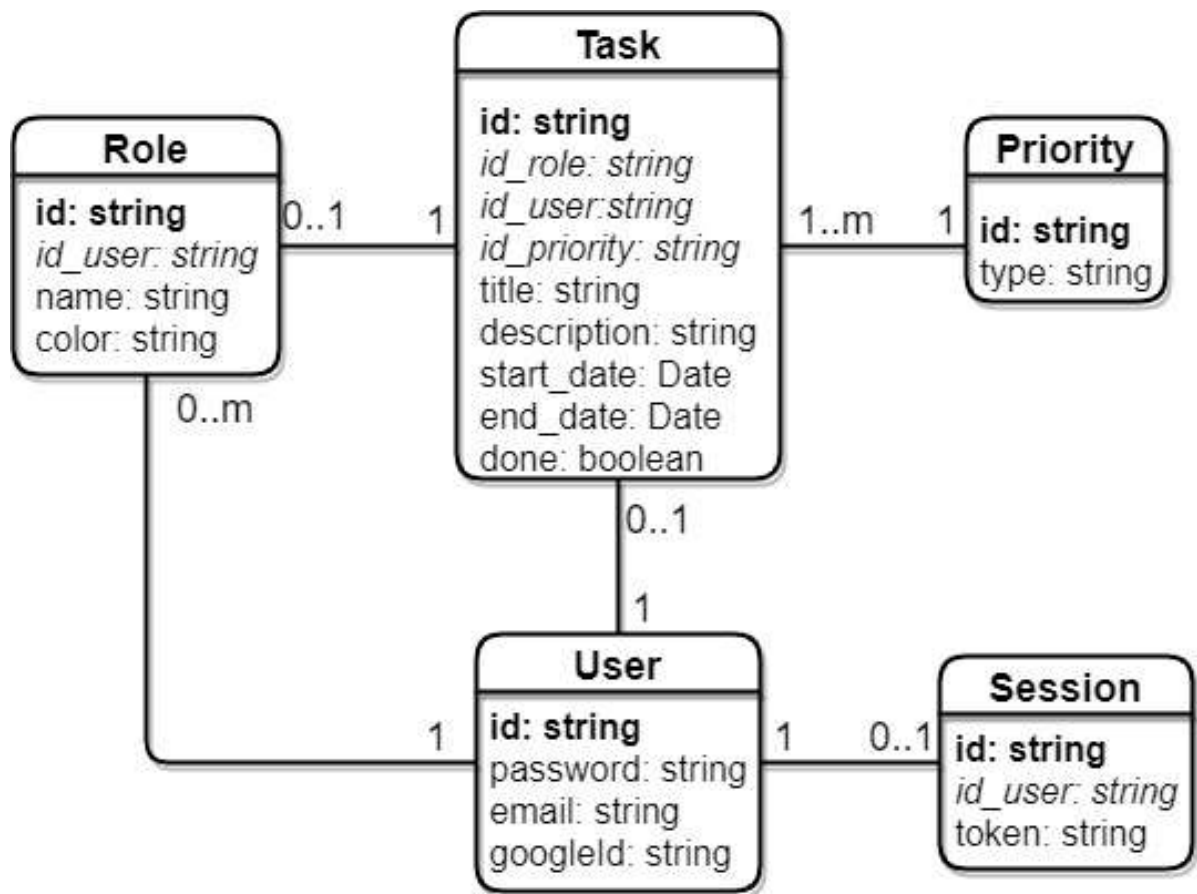 Task
id: string
id_role: string
id_user:string
id_priority: string
title: string
description: string
start_date: Date
end_date: Date
done: boolean
Role
id: string
id_user: string
name: string
color: string
0..1
1
1..m
1
Priority
id: string
type: string
0..m
0..1
1
User
id: string
password: string
email: string
googleId: string
1
1
0..1
Session
id: string
id_user: string
token: string